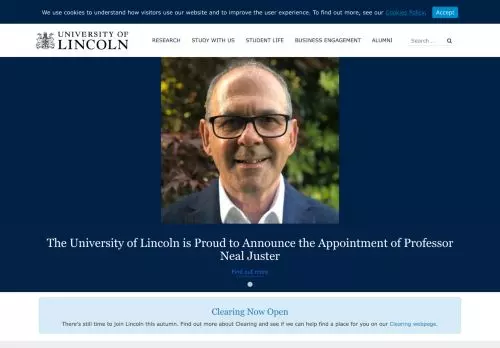 We use cookies to understand how visitors use our website and to improve the user experience. To find out more, see our Cookies Policy. Accept
UNIVERSITY OF
LINCOLN
RESEARCH STUDY WITH US STUDENT LIFE BUSINESS ENGAGEMENT ALUMNI Search...
The University of Lincoln is Proud to Announce the Appointment of Professor
Neal Juster
Find out more
Clearing Now Open
There's still time to join Lincoln this autumn. Find out more about Clearing and see if we can help find a place for you on our Clearing webpage.